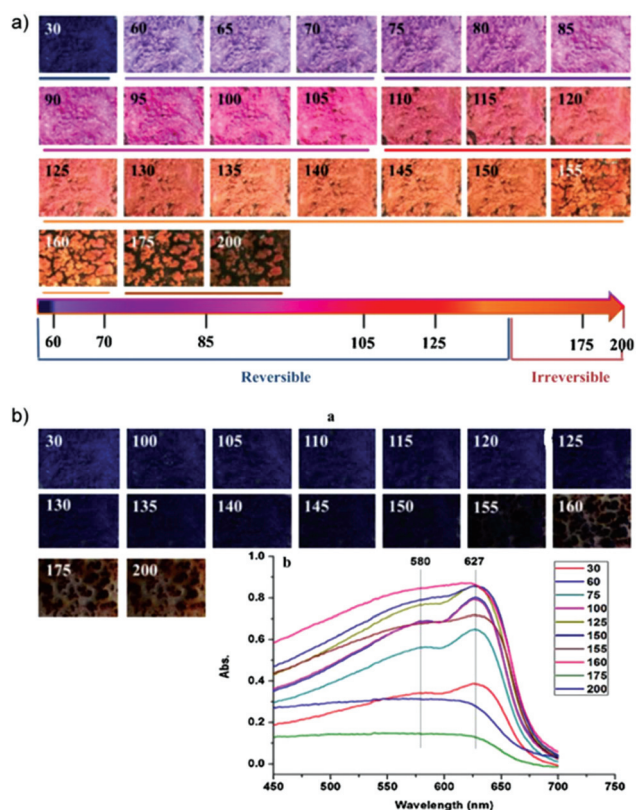 a)
30 60 65 70 75 80 85
90 95 100 105 110 115 120
125 130 135 140 145 150 155
160 175 200
60 70 85 105 125 175 200
Reversible Irreversible
b) a
30 100 105 110 115 120 125
130 135 140 145 150 155 160
175 200
b 580 627
1.0
0.8
0.6
0.4
0.2
0.0
Abs.
30
60
75
100
125
150
155
160
175
200
450 500 550 600 650 700 750
Wavelength (nm)